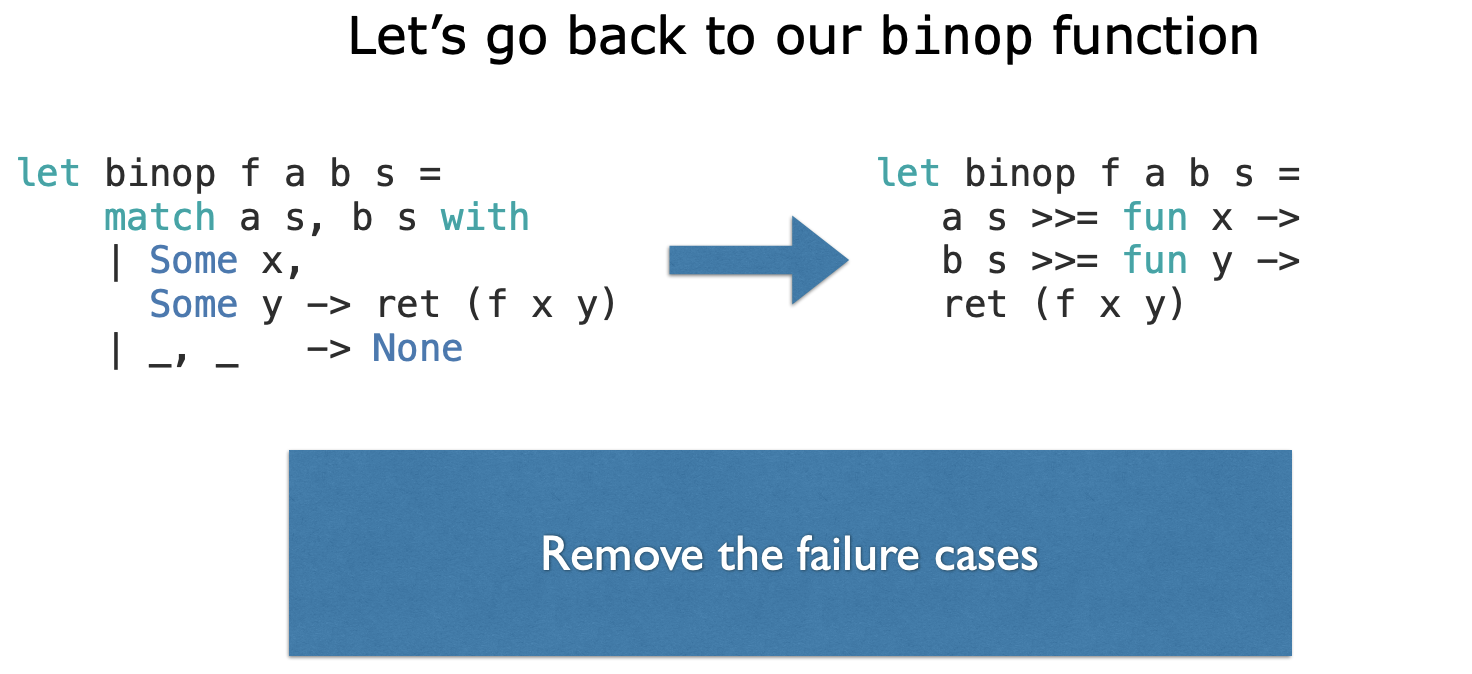 Let’s go back to our binop function
let binop f a b s =
    match a s, b s with
    | Some x,
      Some y -> ret (f x y)
    | _, _   -> None
let binop f a b s =
   a s >>= fun x ->
   b s >>= fun y ->
   ret (f x y)
Remove the failure cases